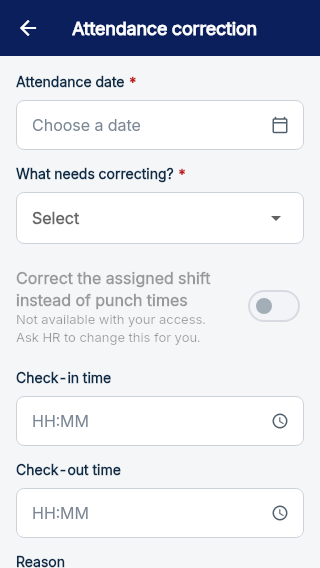 Attendance correction
Attendance date *
Choose a date
What needs correcting? *
Select
Correct the assigned shift
instead of punch times
Not available with your access.
Ask HR to change this for you.
Check-in time
HH:MM
Check-out time
HH:MM
Reason